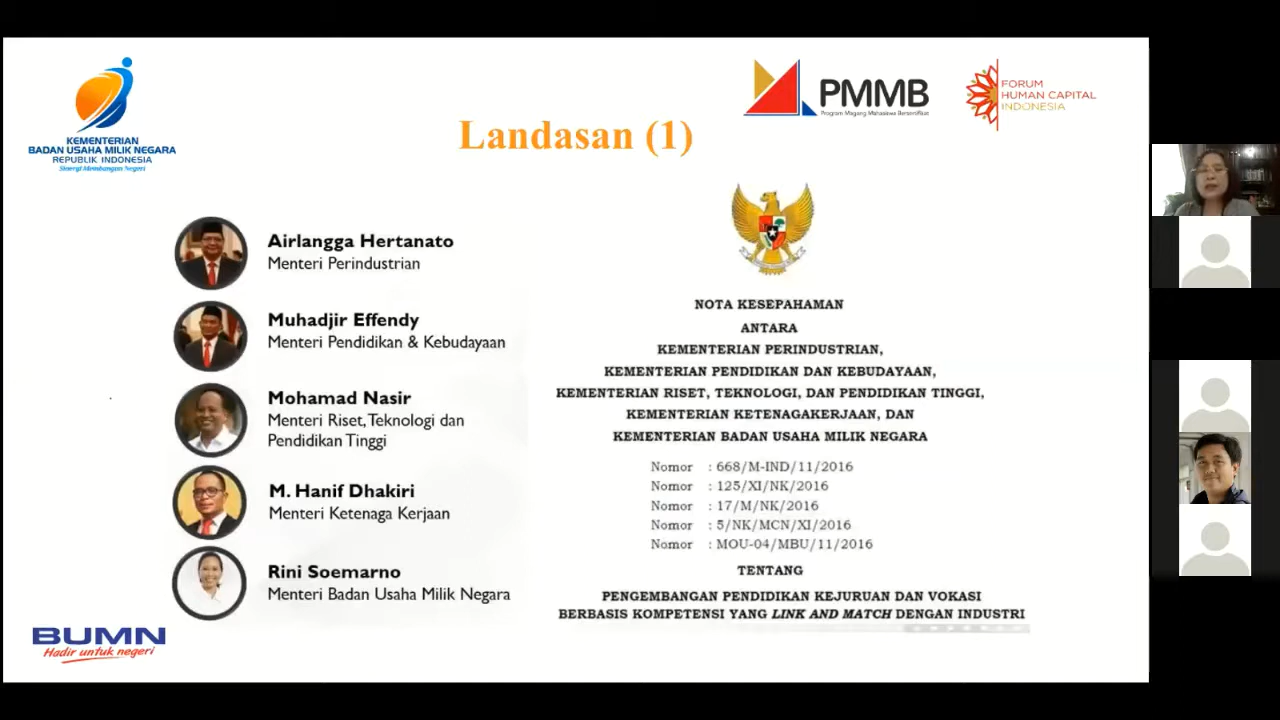 KEMENTERIAN
BADAN USAHA MILIK NEGARA
REPUBLIK INDONESIA
Sinergi Membangun Negeri
Landasan (1)
PMMB
Program Magang Mahasiswa Bersertifikat
FORUM
HUMAN CAPITAL
INDONESIA
Airlangga Hertanato
Menteri Perindustrian
Muhadjir Effendy
Menteri Pendidikan & Kebudayaan
Mohamad Nasir
Menteri Riset, Teknologi dan
Pendidikan Tinggi
M. Hanif Dhakiri
Menteri Ketenaga Kerjaan
Rini Soemarno
Menteri Badan Usaha Milik Negara
NOTA KESEPAHAMAN
ANTARA
KEMENTERIAN PERINDUSTRIAN,
KEMENTERIAN PENDIDIKAN DAN KEBUDAYAAN,
KEMENTERIAN RISET, TEKNOLOGI, DAN PENDIDIKAN TINGGI,
KEMENTERIAN KETENAGAKERJAAN, DAN
KEMENTERIAN BADAN USAHA MILIK NEGARA
Nomor : 668/M-IND/11/2016
Nomor : 125/XI/NK/2016
Nomor : 17/M/NK/2016
Nomor : 5/NK/MCN/XI/2016
Nomor : MOU-04/MBU/11/2016
TENTANG
PENGEMBANGAN PENDIDIKAN KEJURUAN DAN VOKASI
BERBASIS KOMPETENSI YANG LINK AND MATCH DENGAN INDUSTRI
BUMN
Hadir untuk negeri